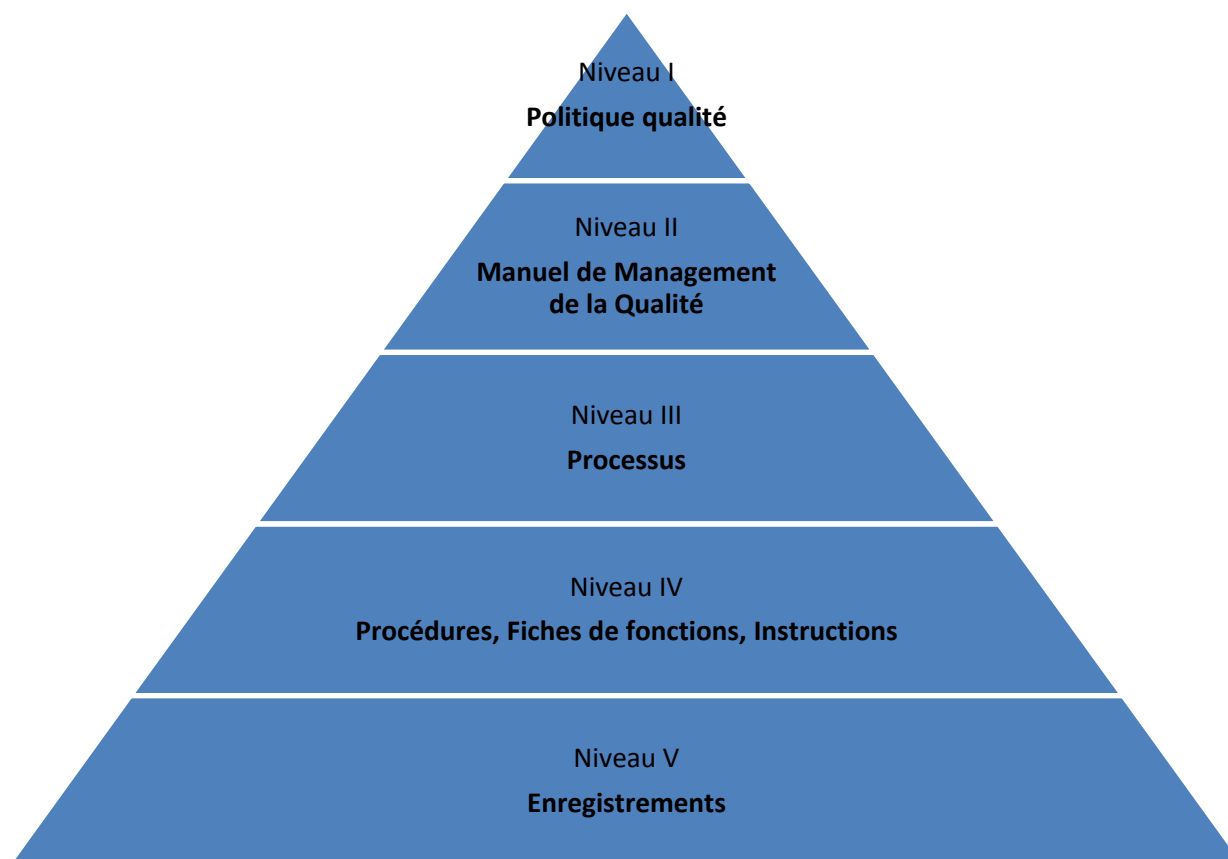 Niveau I
Politique qualité
Niveau II
Manuel de Management
de la Qualité
Niveau III
Processus
Niveau IV
Procédures, Fiches de fonctions, Instructions
Niveau V
Enregistrements